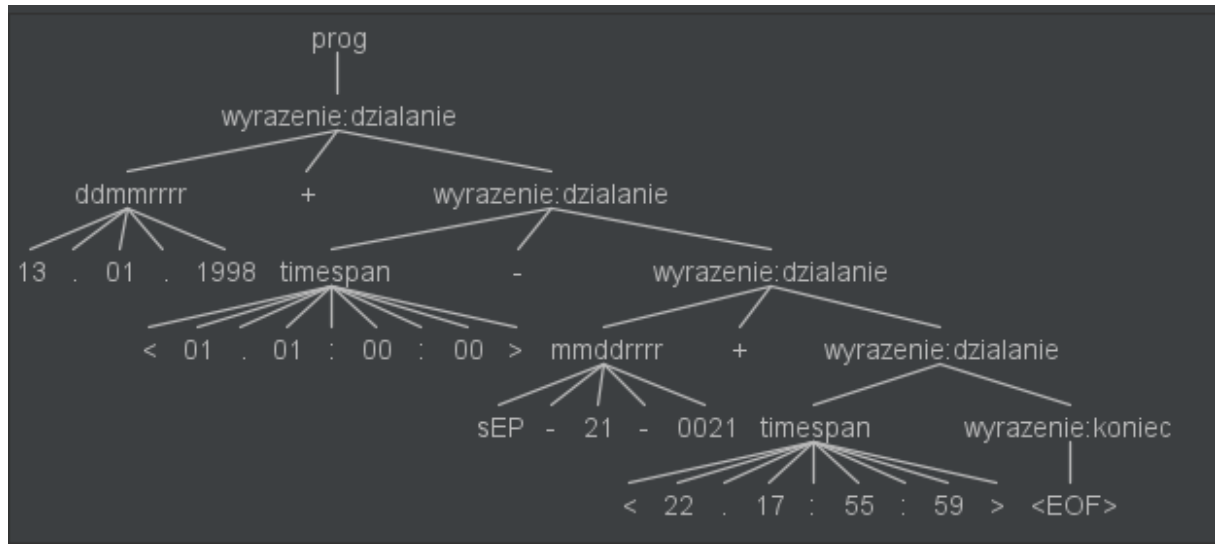 prog
wyrazenie:dzialanie
ddmmrrrr + wyrazenie:dzialanie
13 . 01 . 1998 timespan - wyrazenie:dzialanie
< 01 . 01 : 00 : 00 > mmddrrrr + wyrazenie:dzialanie
sEP - 21 - 0021 timespan wyrazenie:koniec
< 22 . 17 : 55 : 59 > <EOF>